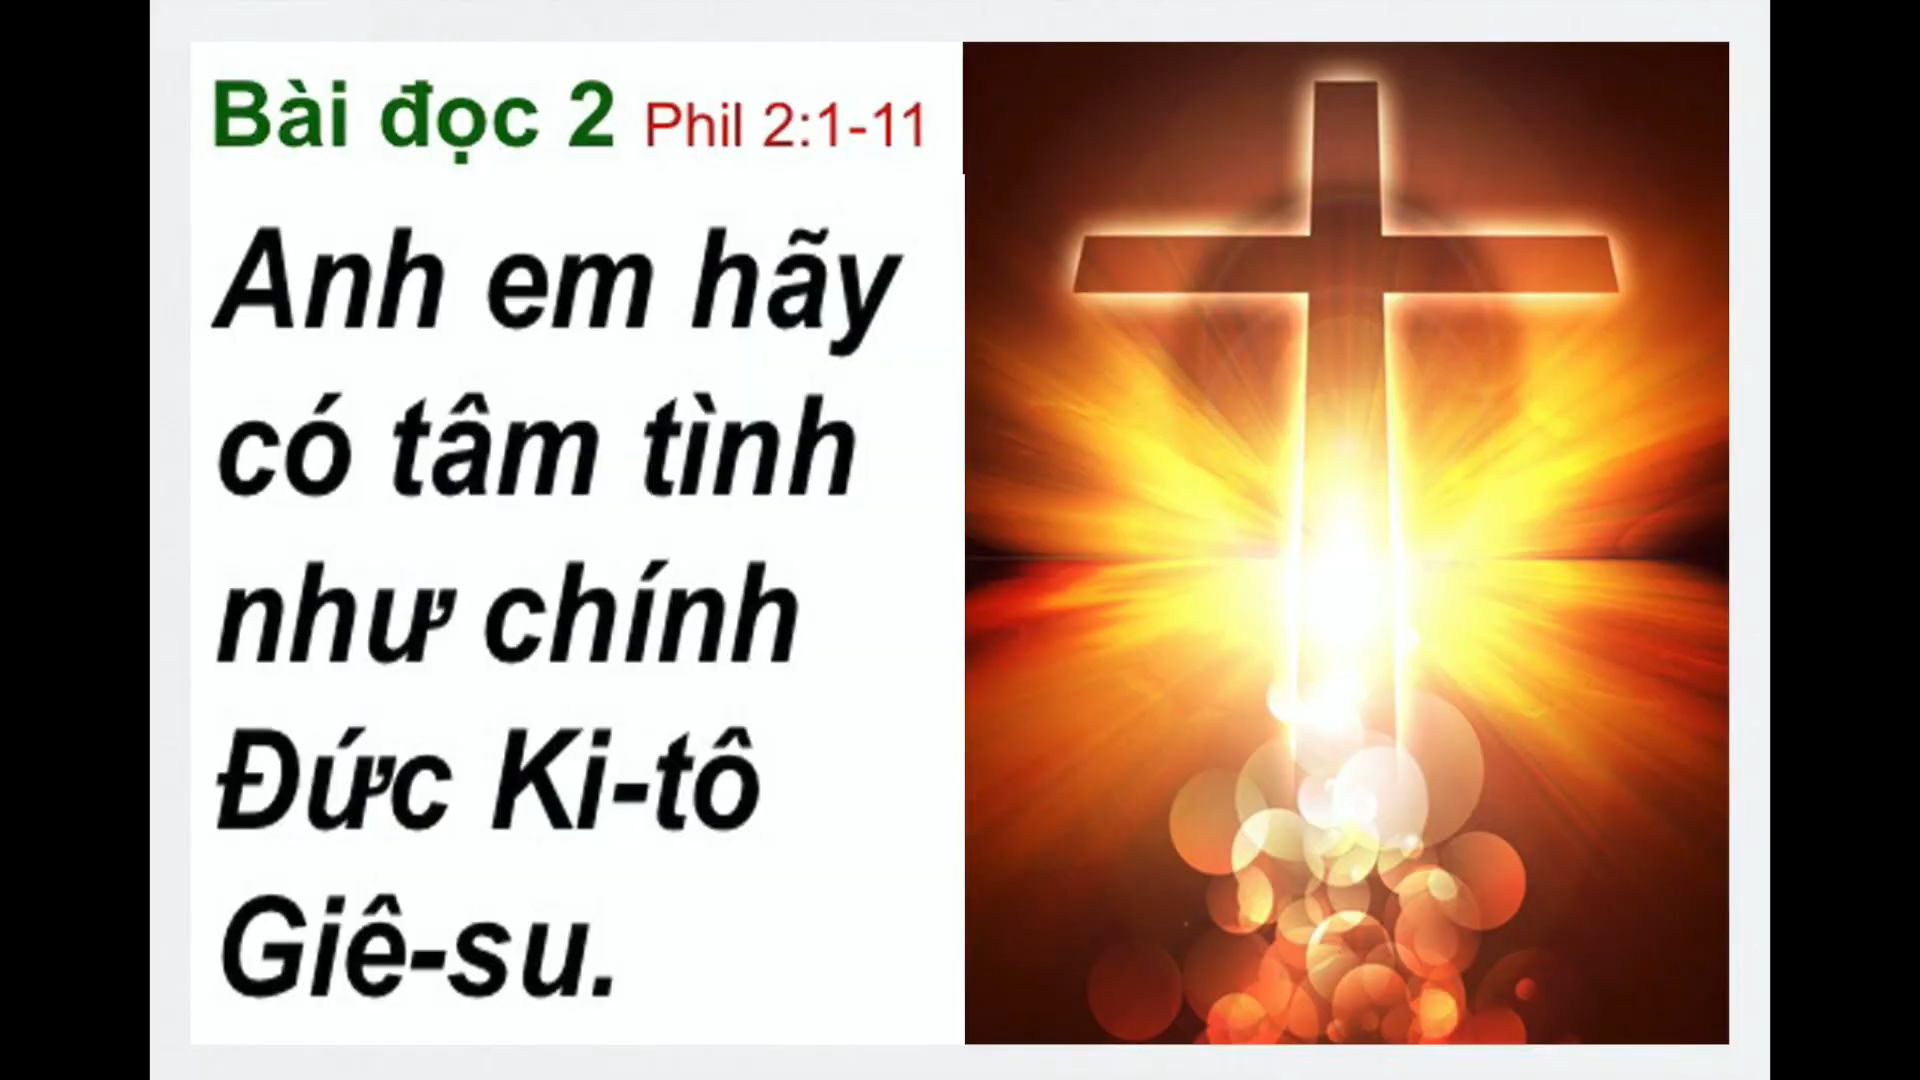 Bài đọc 2 Phil 2:1-11
Anh em hãy
có tâm tình
như chính
Đức Ki-tô
Giê-su.